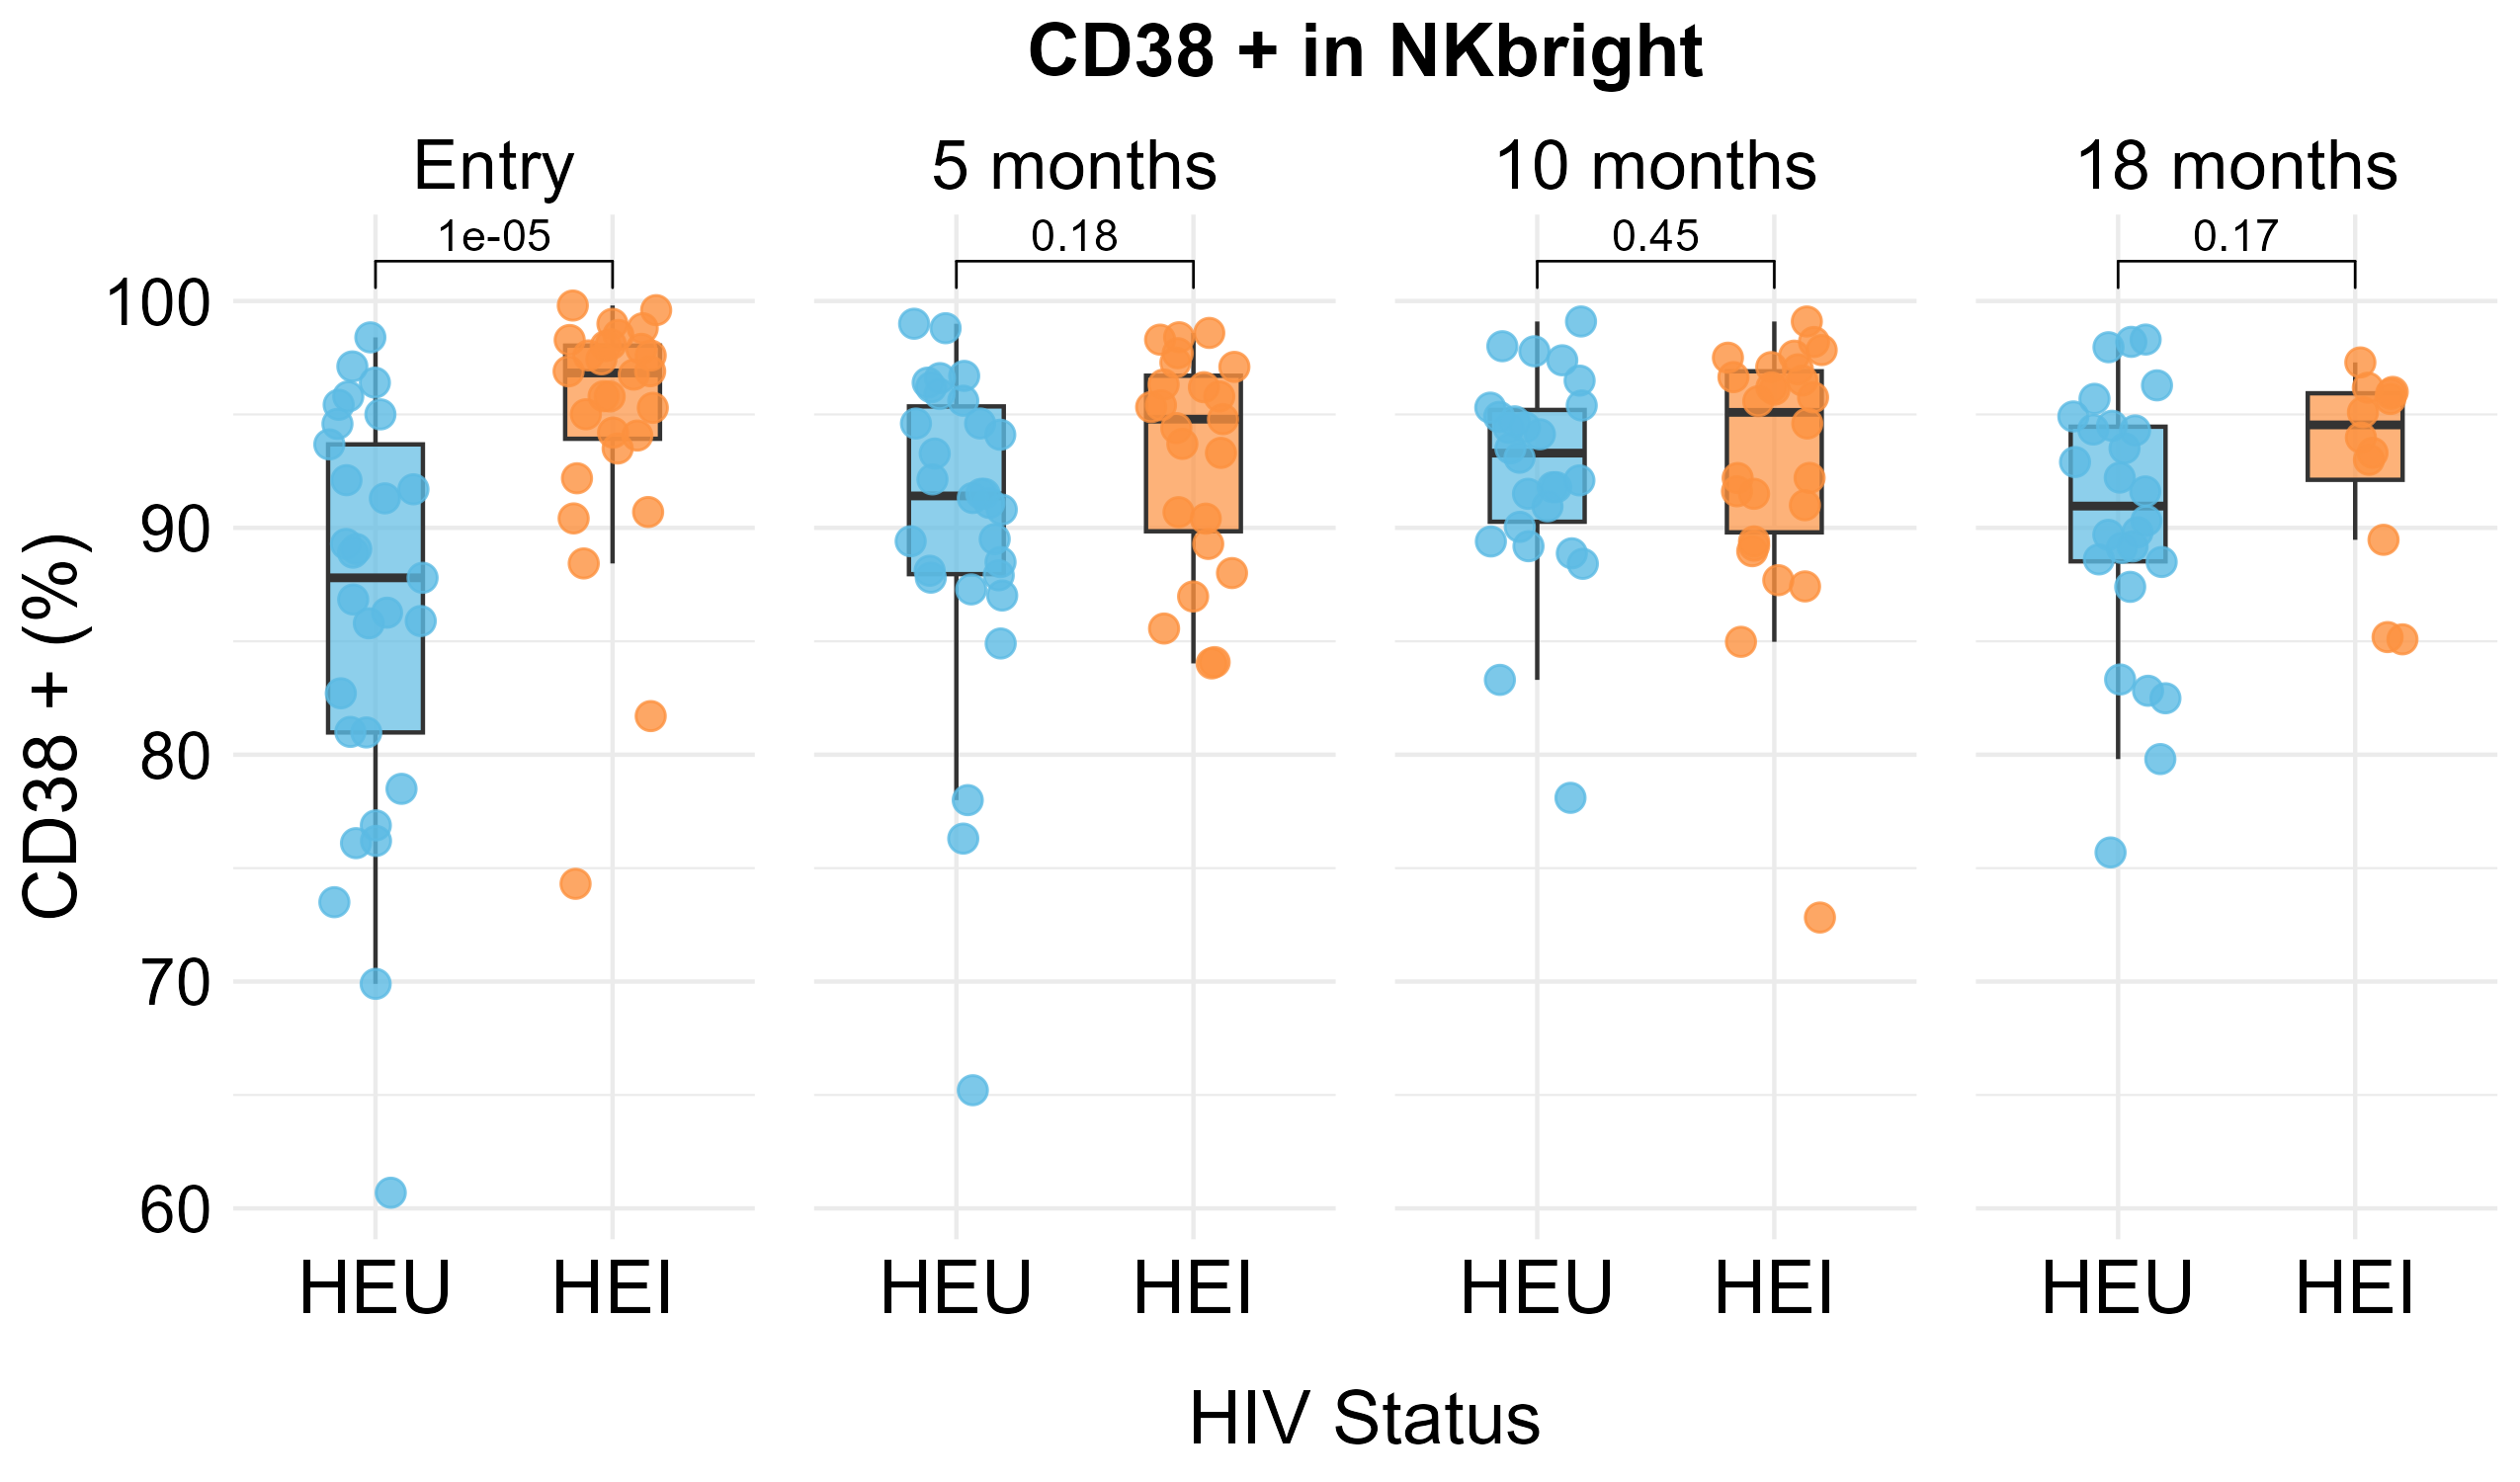 CD38 + in NKbright
Entry
5 months
10 months
18 months
1e-05
0.18
0.45
0.17
100
90
80
70
60
CD38 + (%)
HEU
HEI
HEU
HEI
HEU
HEI
HEU
HEI
HIV Status